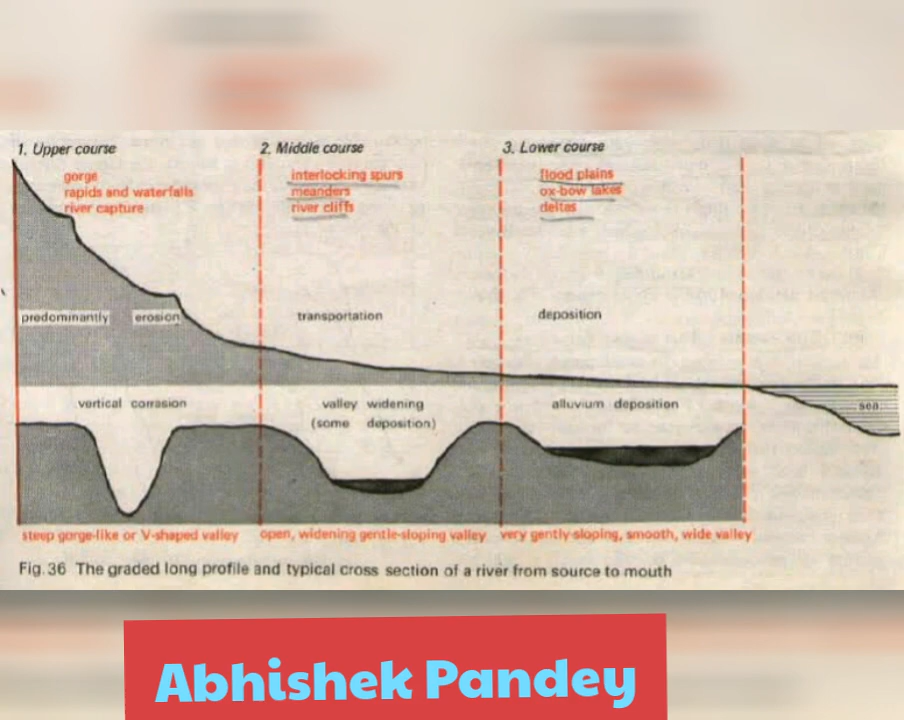 1. Upper course
gorge
rapids and waterfalls
river capture
2. Middle course
interlocking spurs
meanders
river cliffs
3. Lower course
flood plains
ox-bow lakes
deltas
predominantly erosion
transportation
deposition
vertical corrasion
valley widening
(some deposition)
alluvium deposition
sea
steep gorge-like or V-shaped valley
open, widening gentle-sloping valley
very gently-sloping, smooth, wide valley
Fig. 36 The graded long profile and typical cross section of a river from source to mouth
Abhishek Pandey